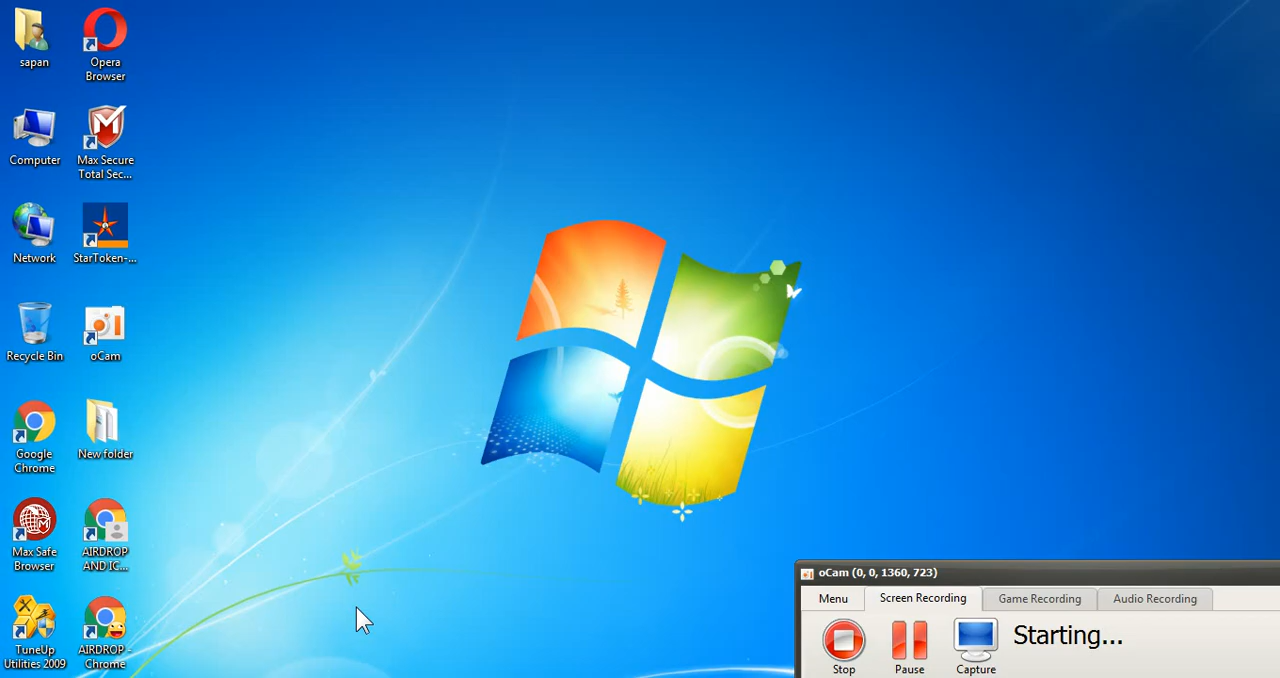 sapan
Opera
Browser
Computer
Max Secure
Total Sec...
Network
StarToken-...
Recycle Bin
oCam
Google
Chrome
New folder
Max Safe
Browser
AIRDROP
AND IC...
TuneUp
Utilities 2009
AIRDROP -
Chrome
oCam (0, 0, 1360, 723)
Menu
Screen Recording
Game Recording
Audio Recording
Starting...
Stop
Pause
Capture